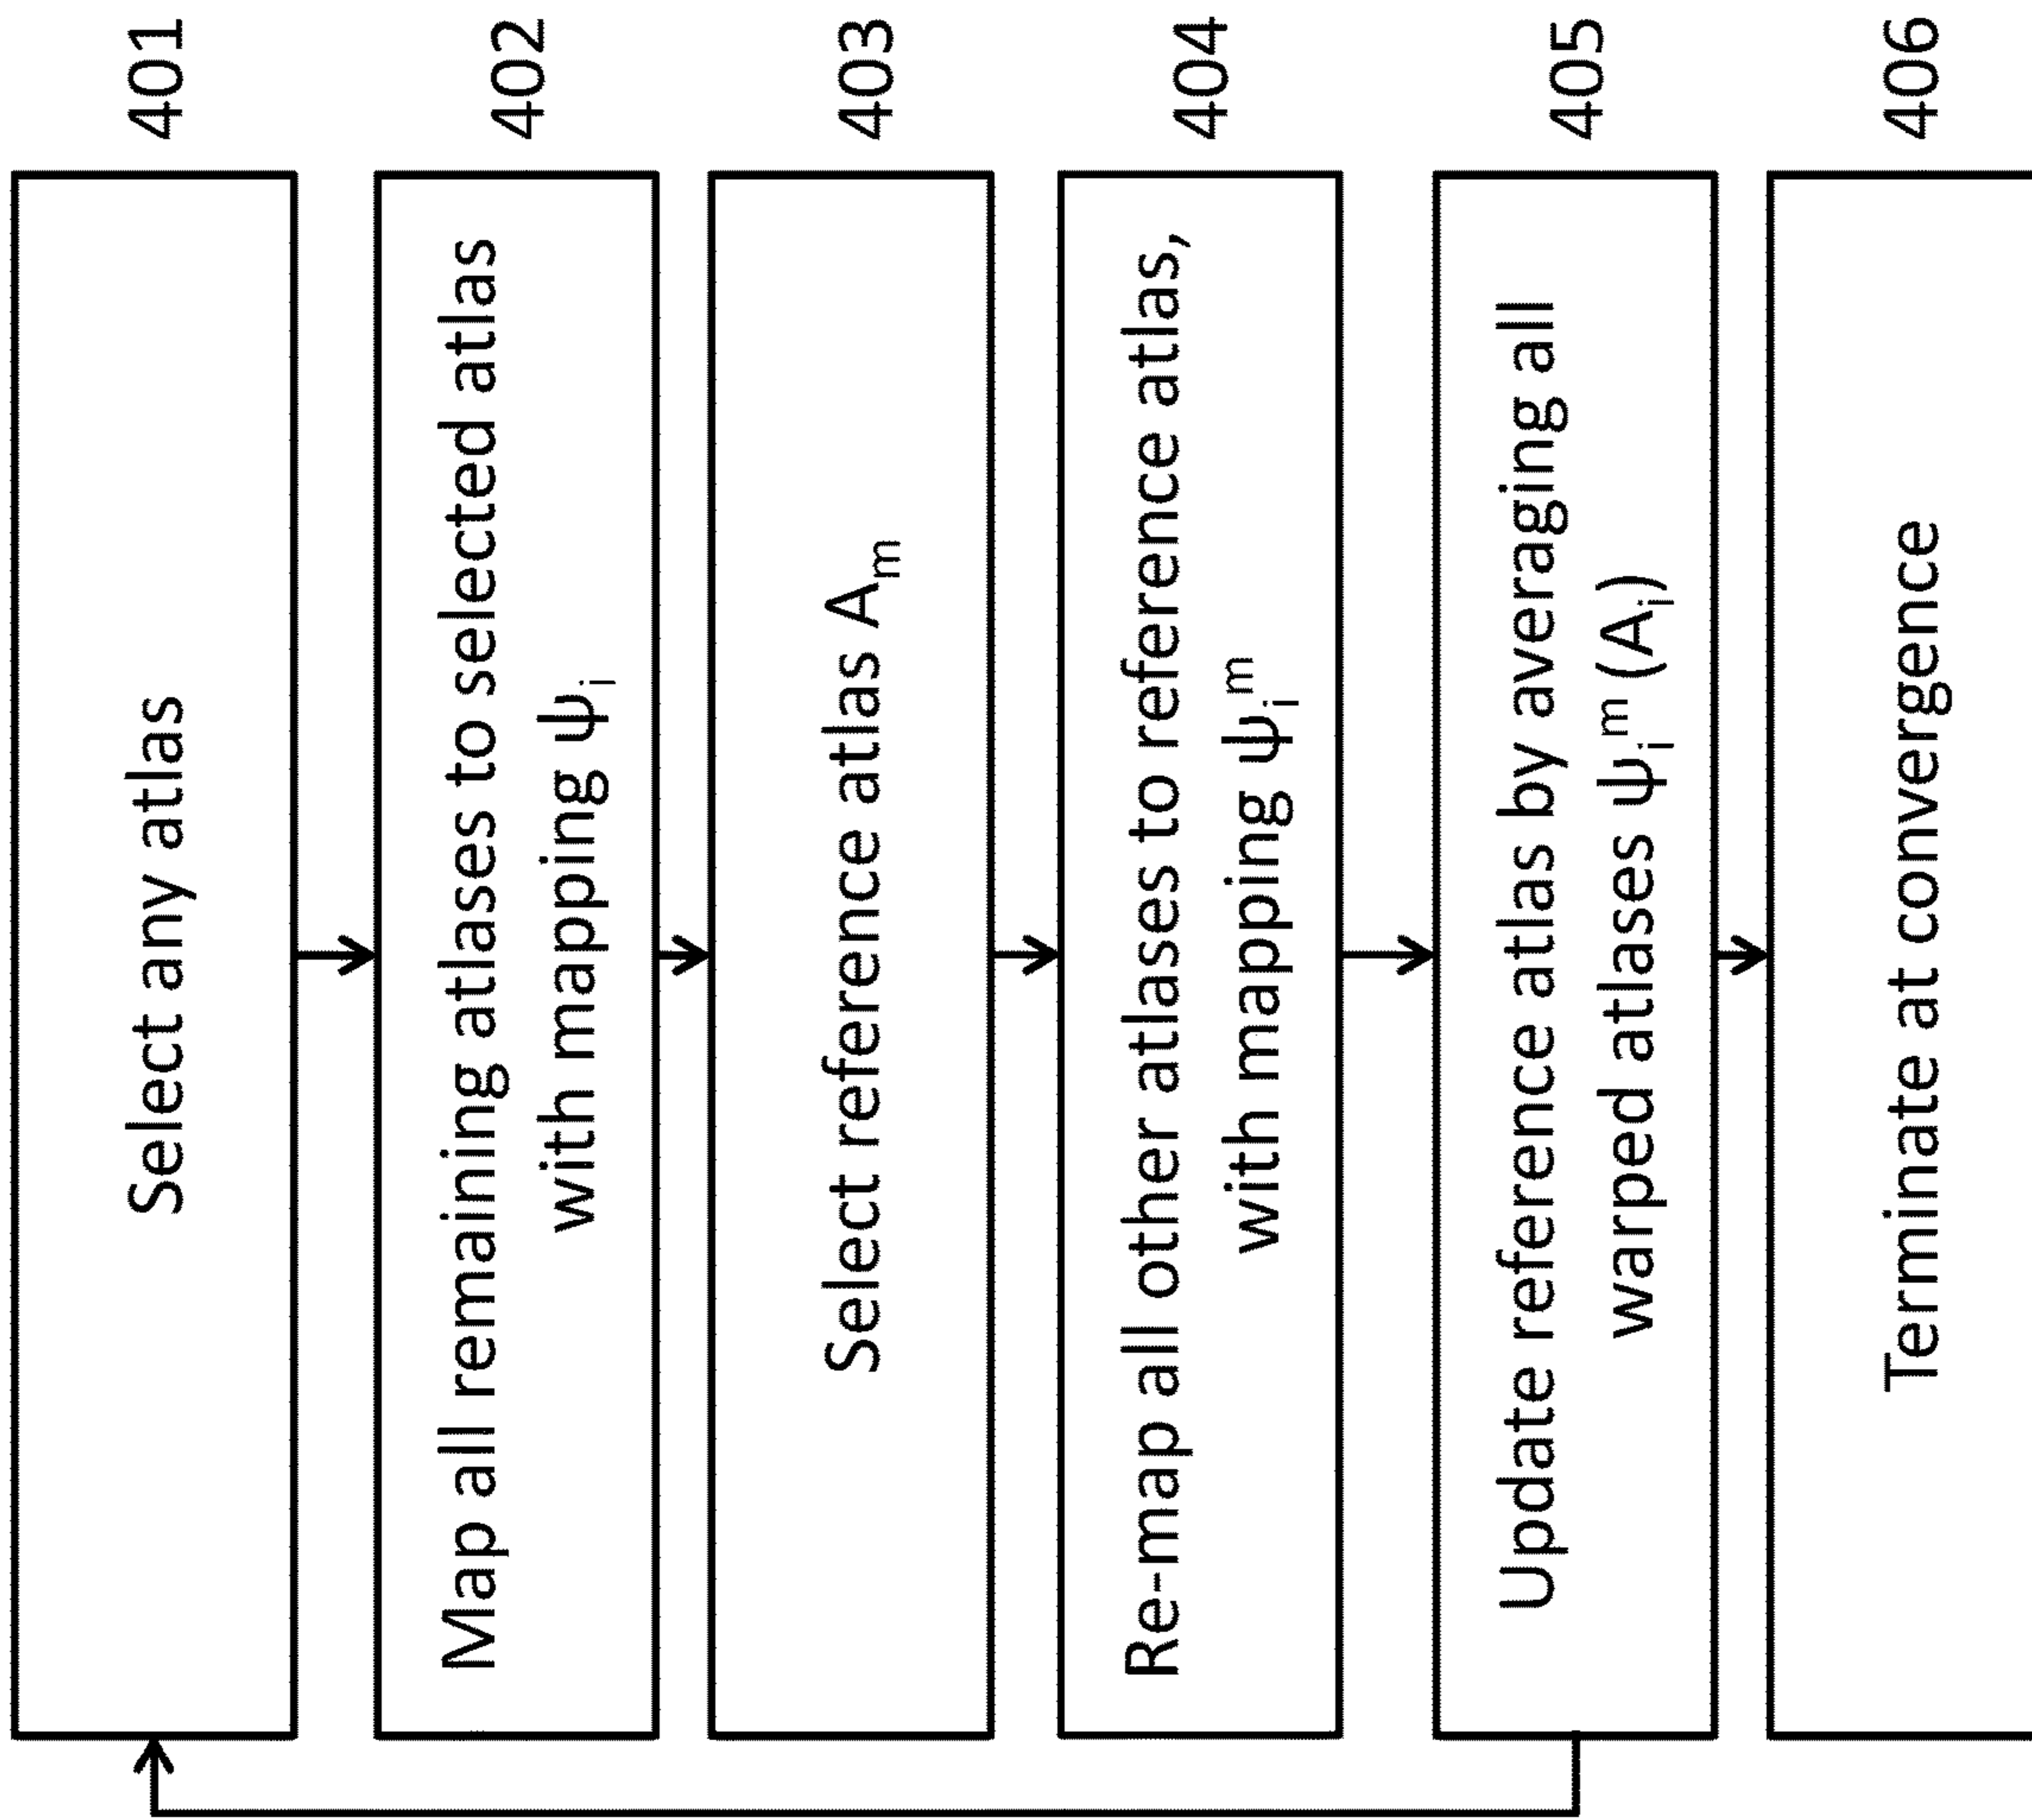 Select any atlas
401
Map all remaining atlases to selected atlas
with mapping ψᵢ
402
Select reference atlas Aₘ
403
Re-map all other atlases to reference atlas,
with mapping ψᵢᵐ
404
Update reference atlas by averaging all
warped atlases ψᵢᵐ (Aᵢ)
405
Terminate at convergence
406